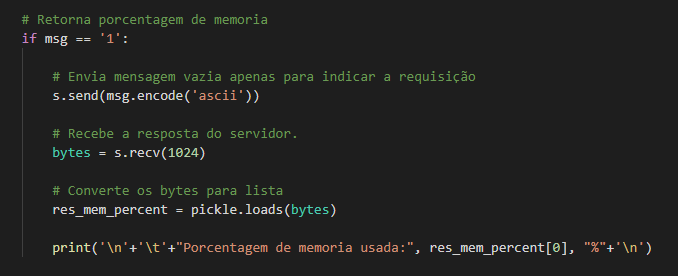 # Retorna porcentagem de memoria
if msg == '1':
# Envia mensagem vazia apenas para indicar a requisição
s.send(msg.encode('ascii'))
# Recebe a resposta do servidor.
bytes = s.recv(1024)
# Converte os bytes para lista
res_mem_percent = pickle.loads(bytes)
print('\n'+'\t'+"Porcentagem de memoria usada:", res_mem_percent[0], "%"+'\n')